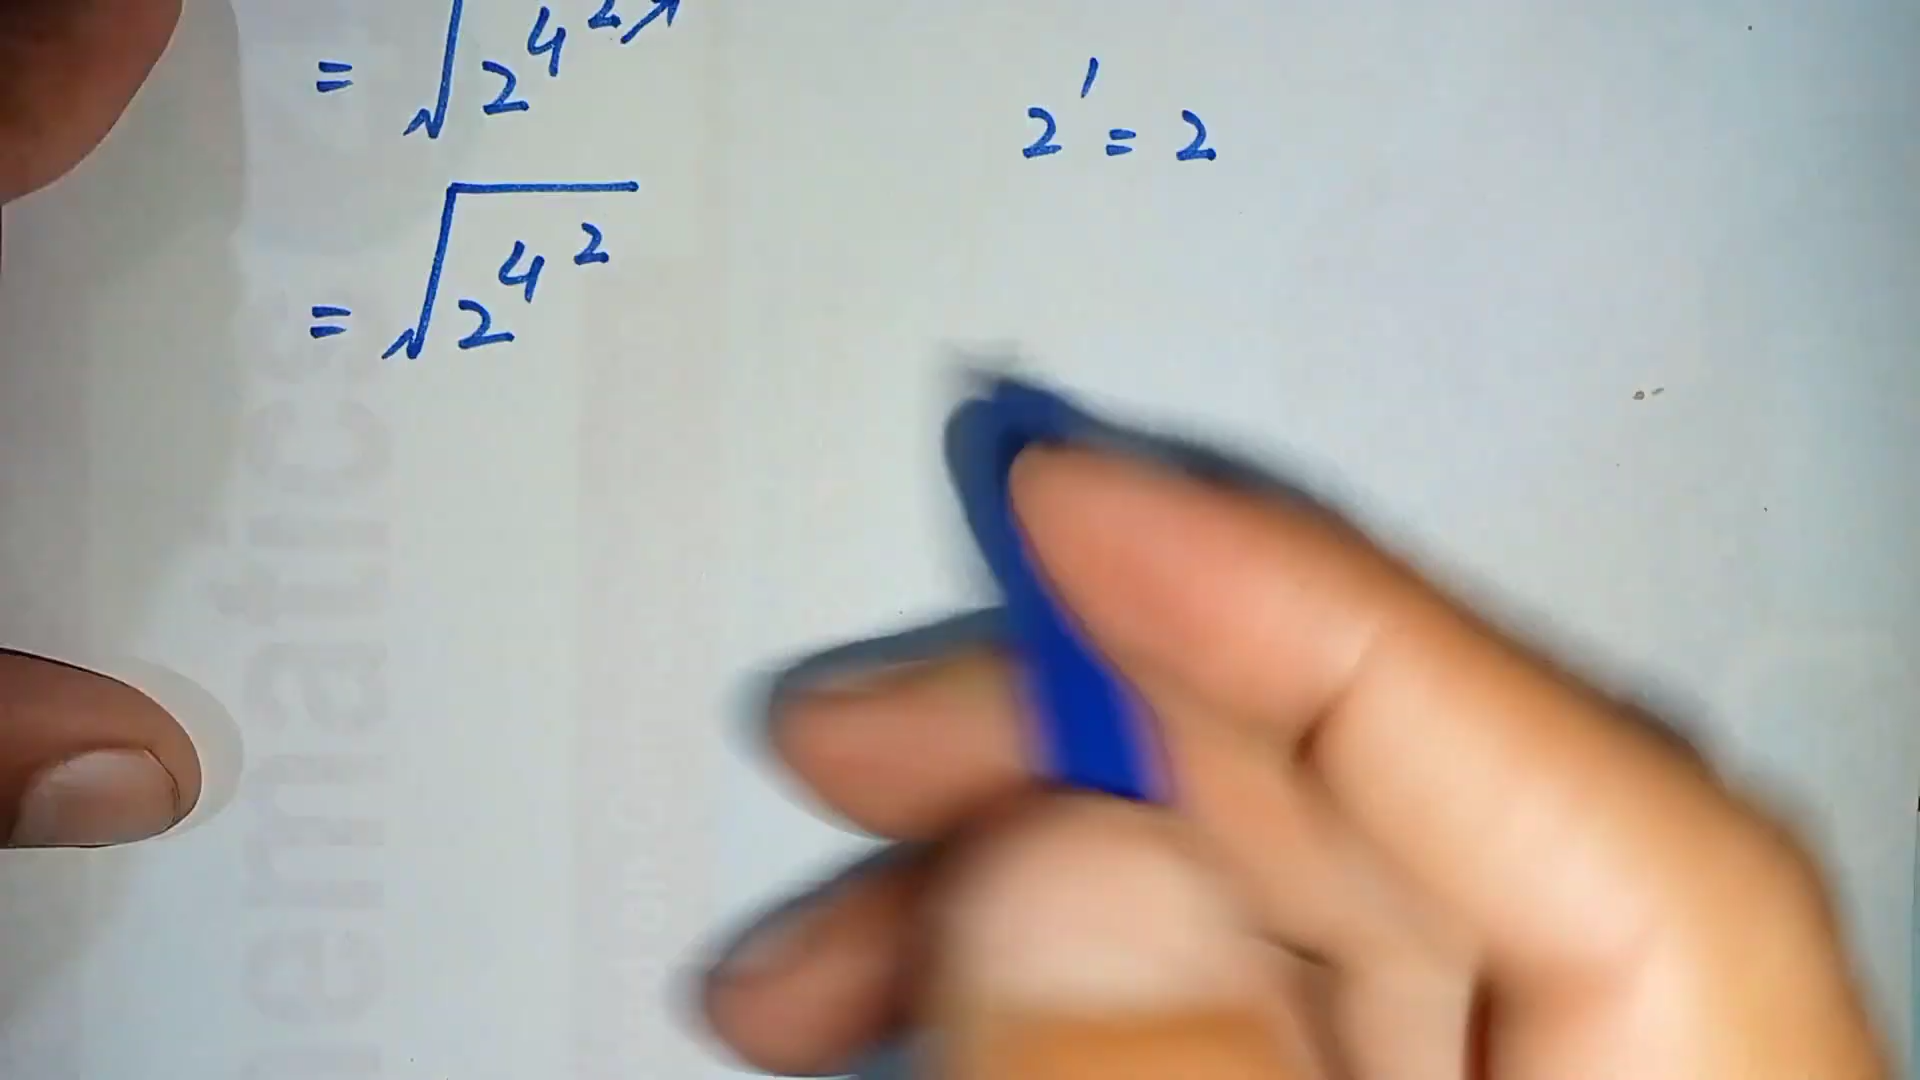 = √2^4^2↗
2^1 = 2
= √2^4^2